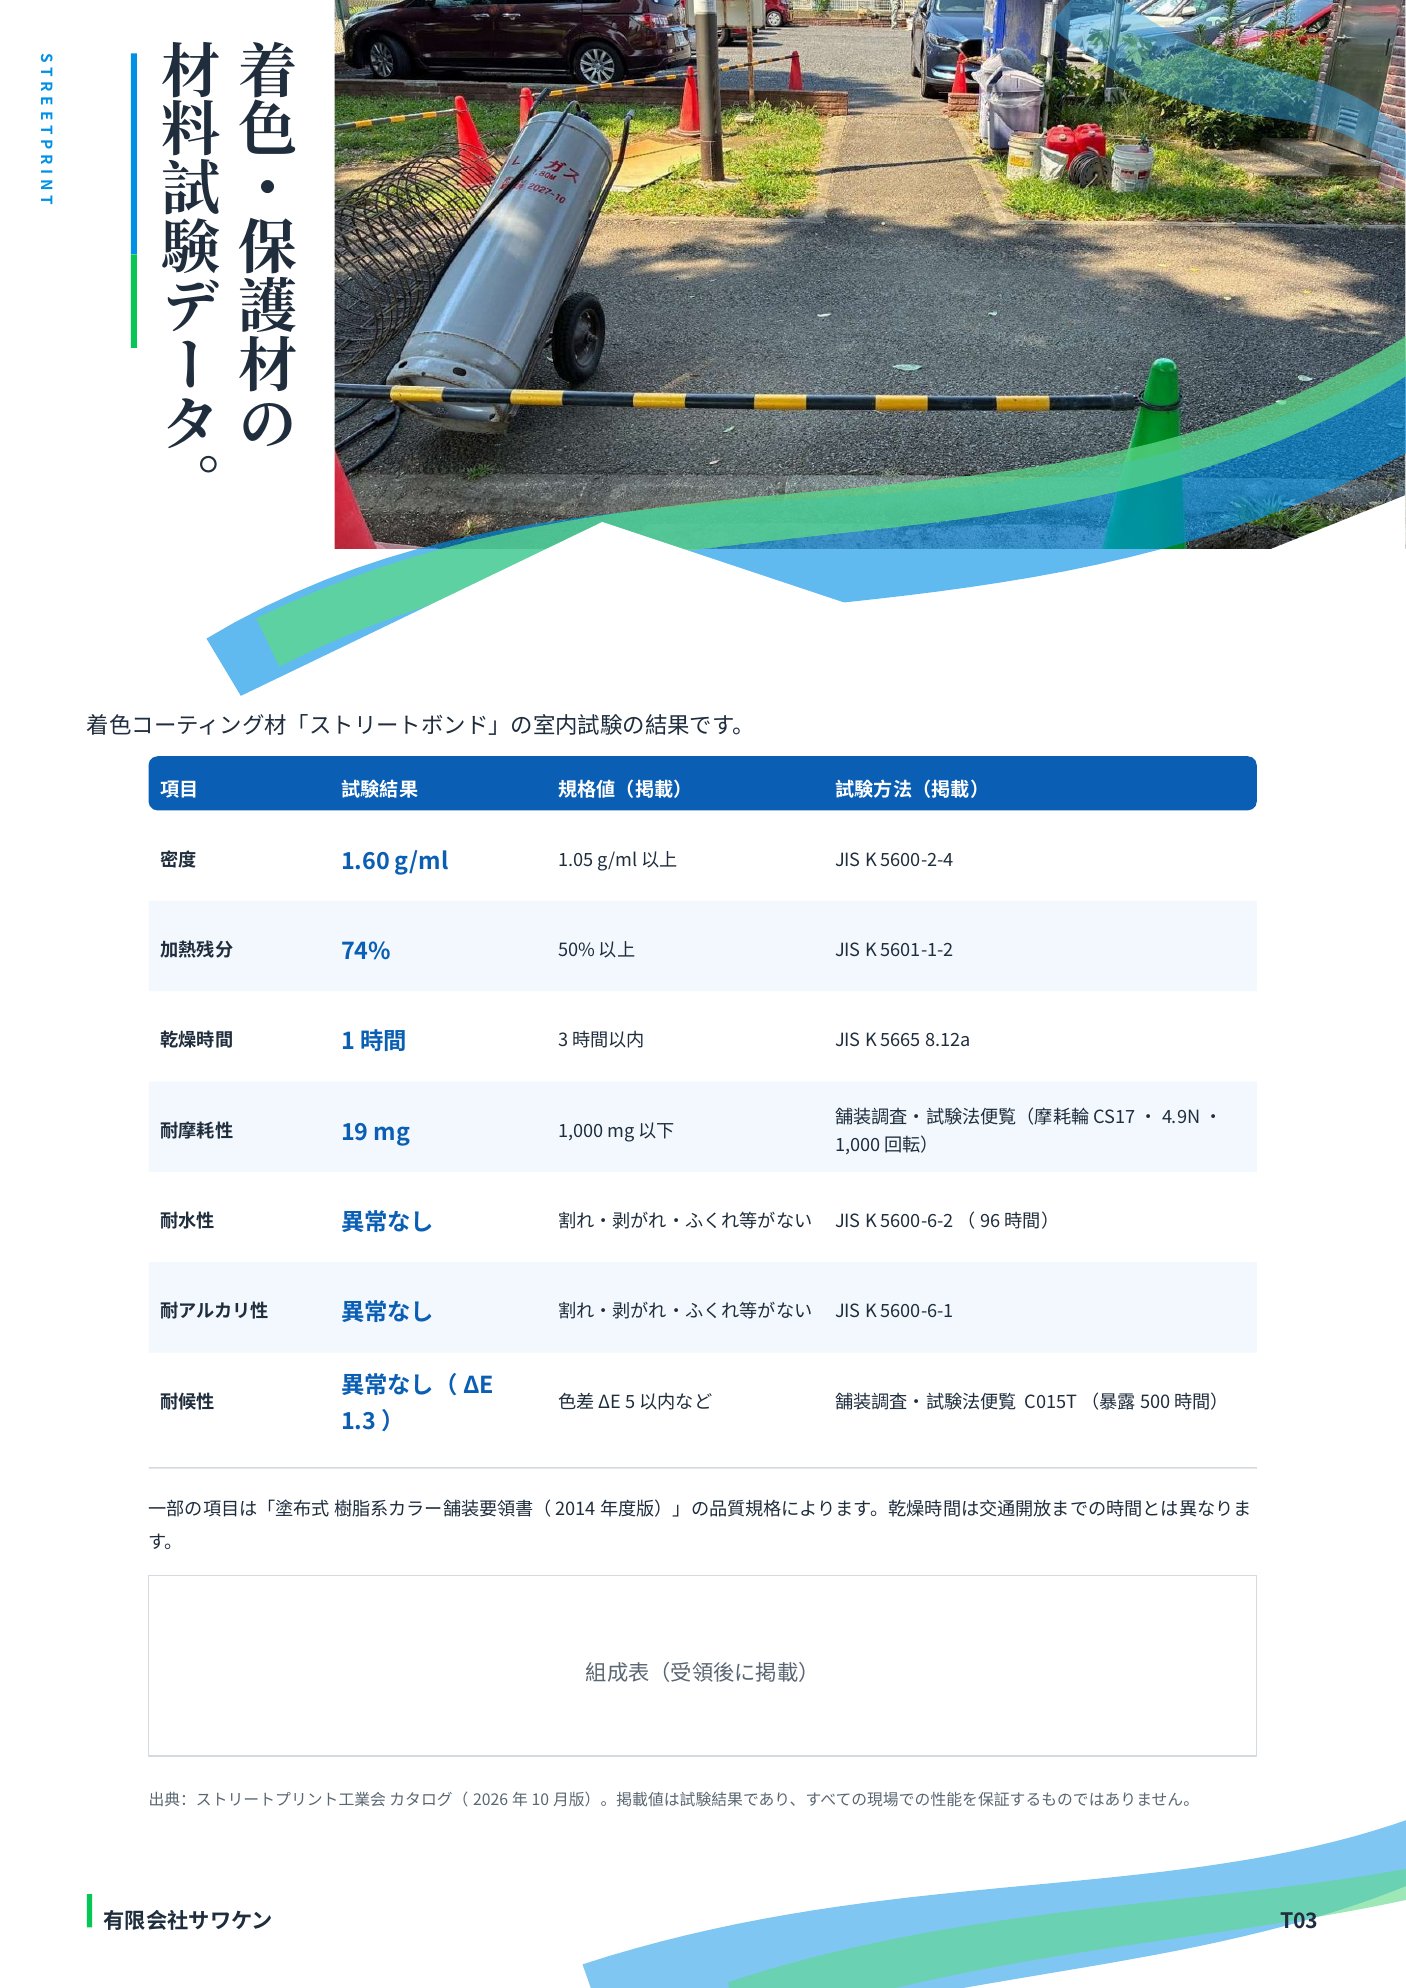 STREETPRINT
着色・保護材の
材料試験データ。
ガス
2027-10
着色コーティング材「ストリートボンド」の室内試験の結果です。
項目 試験結果 規格値（掲載） 試験方法（掲載）
密度 1.60 g/ml 1.05 g/ml 以上 JIS K 5600-2-4
加熱残分 74% 50% 以上 JIS K 5601-1-2
乾燥時間 1 時間 3 時間以内 JIS K 5665 8.12a
耐摩耗性 19 mg 1,000 mg 以下 舗装調査・試験法便覧（摩耗輪 CS17 ・ 4.9N ・
1,000 回転）
耐水性 異常なし 割れ・剥がれ・ふくれ等がない JIS K 5600-6-2 （ 96 時間）
耐アルカリ性 異常なし 割れ・剥がれ・ふくれ等がない JIS K 5600-6-1
耐候性 異常なし（ ΔE
1.3 ） 色差 ΔE 5 以内など 舗装調査・試験法便覧 C015T （暴露 500 時間）
一部の項目は「塗布式 樹脂系カラー舗装要領書（ 2014 年度版）」の品質規格によります。乾燥時間は交通開放までの時間とは異なりま
す。
組成表（受領後に掲載）
出典：ストリートプリント工業会 カタログ（ 2026 年 10 月版）。掲載値は試験結果であり、すべての現場での性能を保証するものではありません。
有限会社サワケン
T03